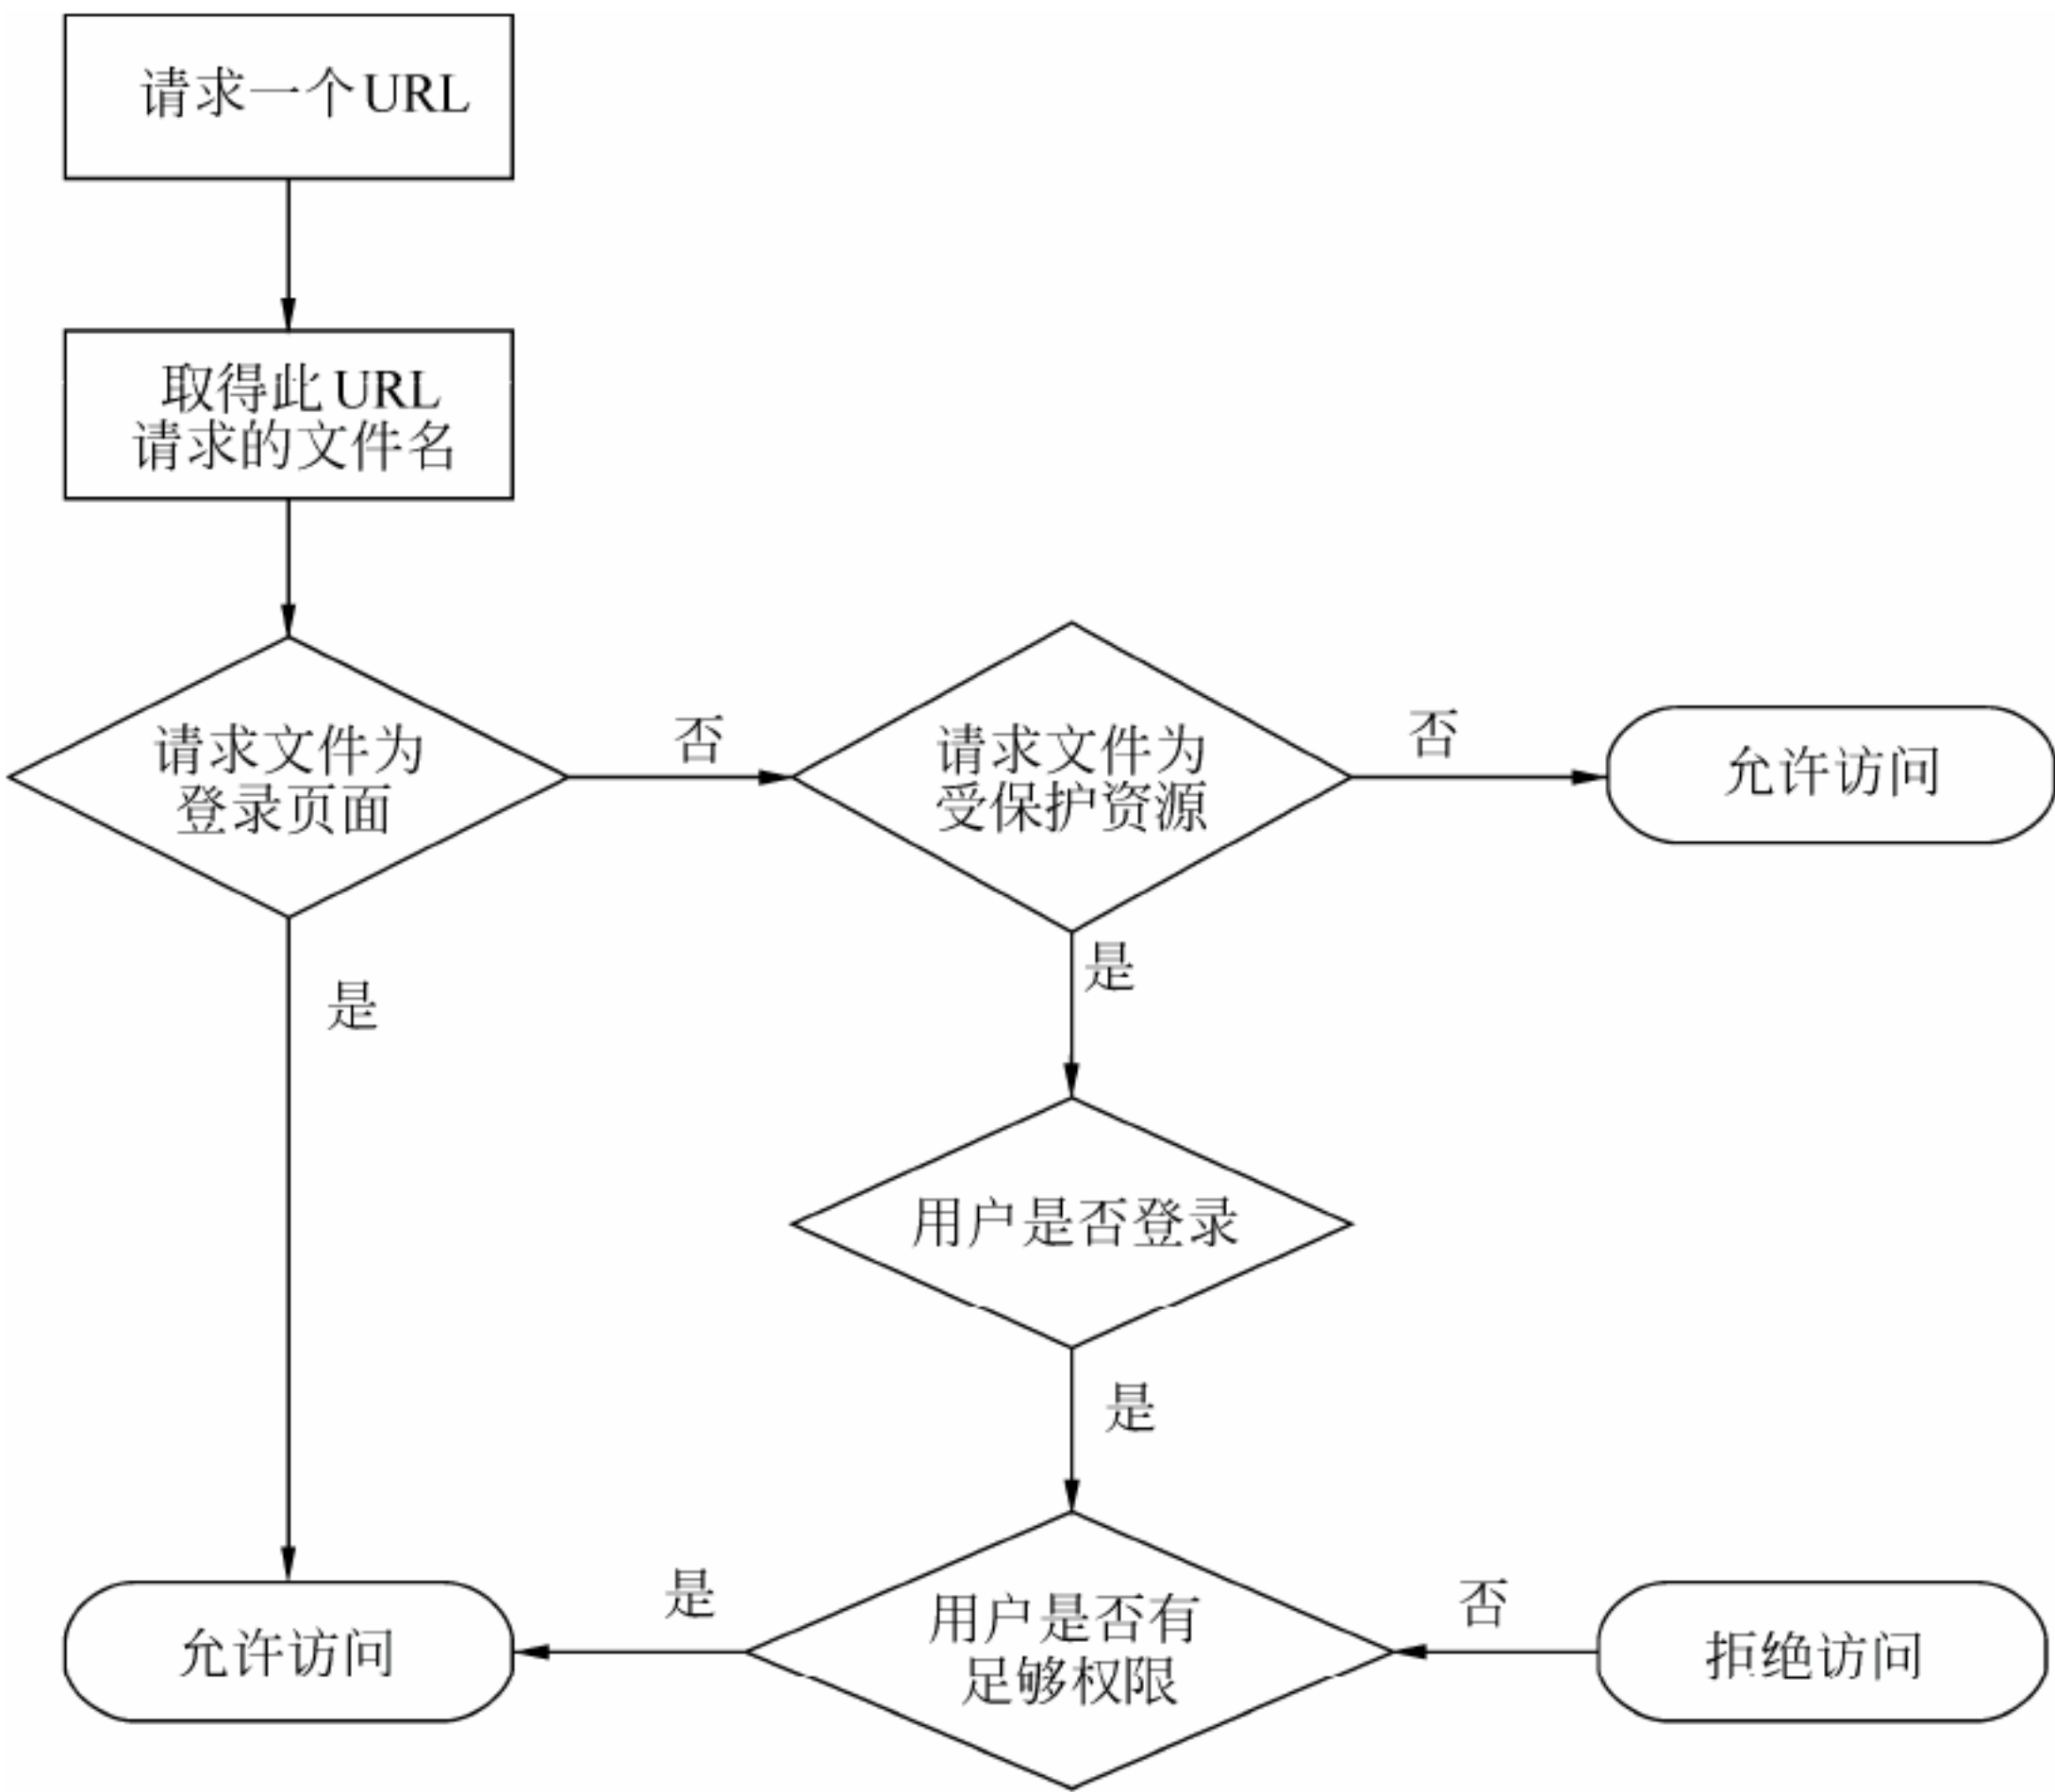 请求一个URL
取得此URL
请求的文件名
请求文件为
登录页面
否
请求文件为
受保护资源
否
允许访问
是
是
用户是否登录
是
允许访问
是
用户是否有
足够权限
否
拒绝访问